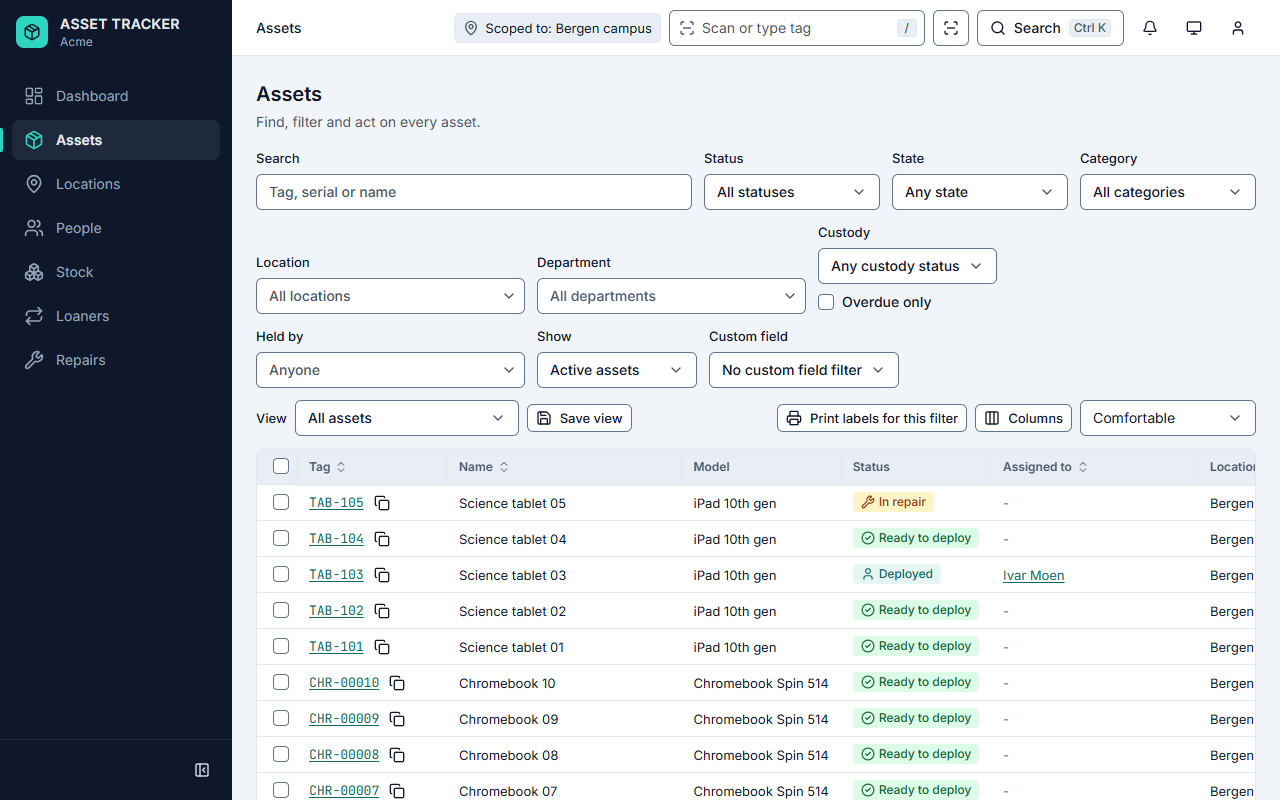 ASSET TRACKER
Acme
Dashboard
Assets
Locations
People
Stock
Loaners
Repairs
Assets
Scoped to: Bergen campus
Scan or type tag /
Search Ctrl K
Assets
Find, filter and act on every asset.
Search Status State Category
Tag, serial or name All statuses Any state All categories
Location Department Custody
All locations All departments Any custody status
Overdue only
Held by Show Custom field
Anyone Active assets No custom field filter
View All assets Save view Print labels for this filter Columns Comfortable
Tag Name Model Status Assigned to Location
TAB-105 Science tablet 05 iPad 10th gen In repair - Bergen
TAB-104 Science tablet 04 iPad 10th gen Ready to deploy - Bergen
TAB-103 Science tablet 03 iPad 10th gen Deployed Ivar Moen Bergen
TAB-102 Science tablet 02 iPad 10th gen Ready to deploy - Bergen
TAB-101 Science tablet 01 iPad 10th gen Ready to deploy - Bergen
CHR-00010 Chromebook 10 Chromebook Spin 514 Ready to deploy - Bergen
CHR-00009 Chromebook 09 Chromebook Spin 514 Ready to deploy - Bergen
CHR-00008 Chromebook 08 Chromebook Spin 514 Ready to deploy - Bergen
CHR-00007 Chromebook 07 Chromebook Spin 514 Ready to deploy - Bergen